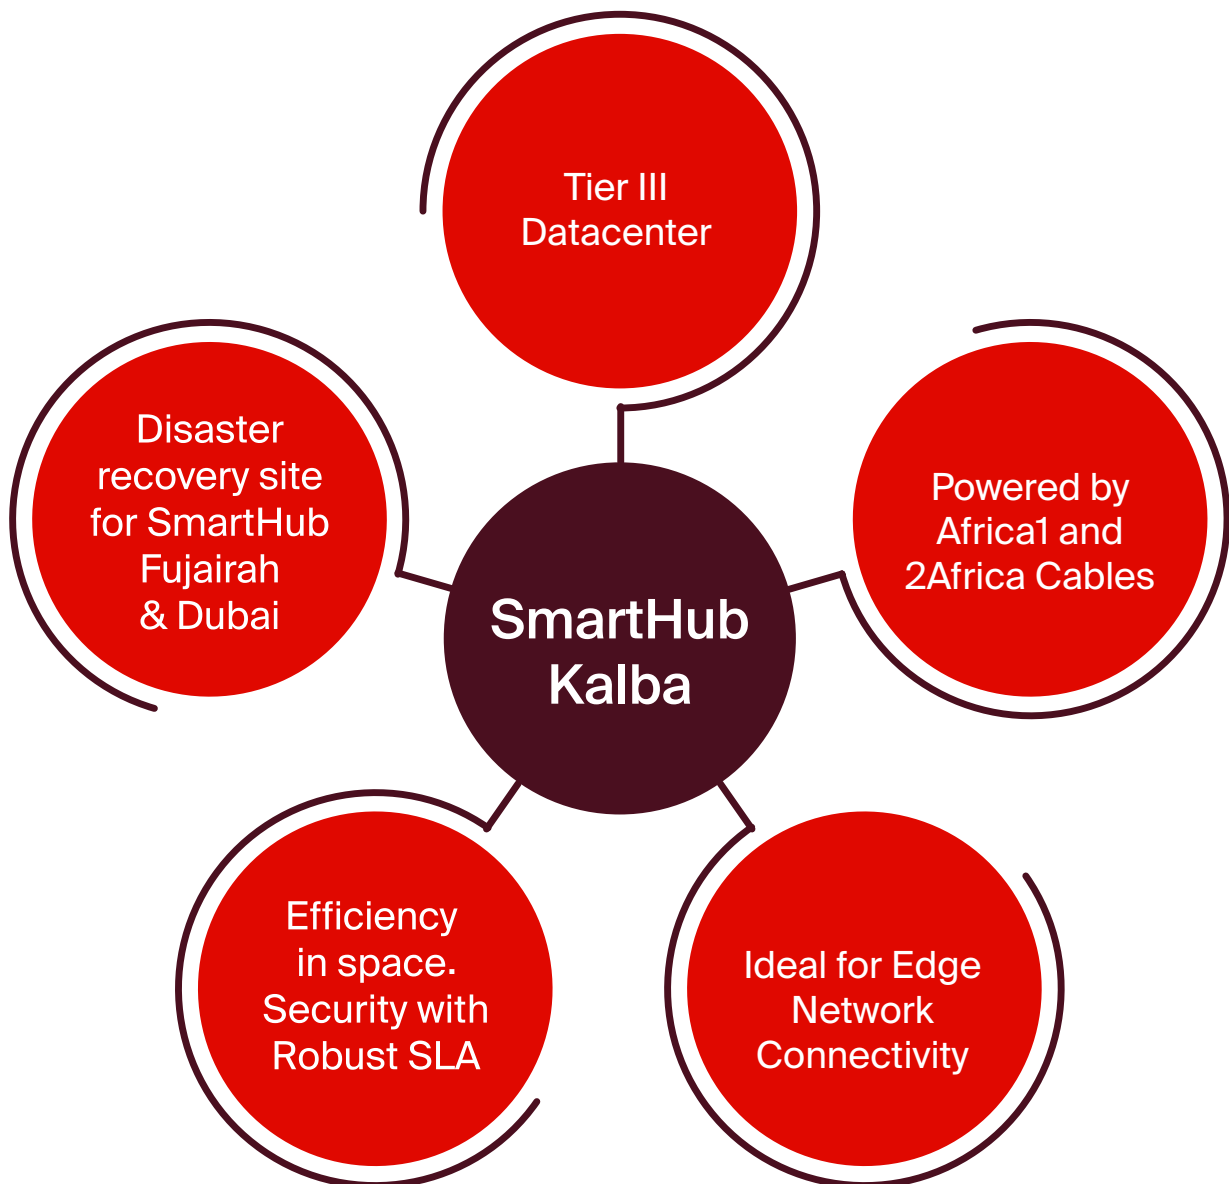 Tier III
Datacenter
Disaster
recovery site
for SmartHub
Fujairah
& Dubai
Powered by
Africa1 and
2Africa Cables
SmartHub
Kalba
Efficiency
in space.
Security with
Robust SLA
Ideal for Edge
Network
Connectivity